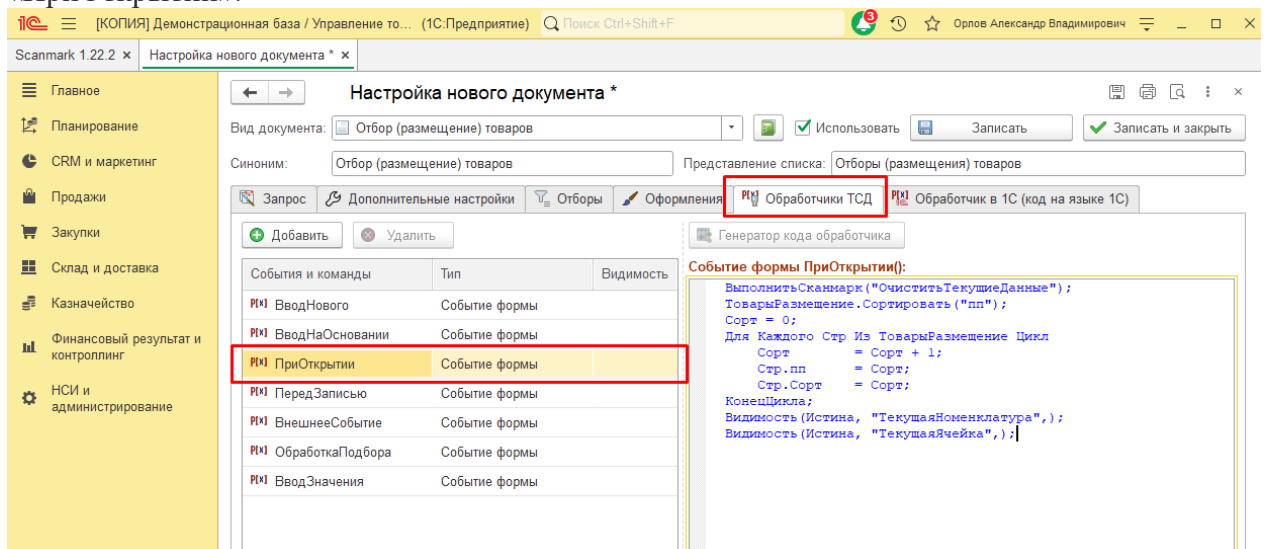 [КОПИЯ] Демонстрационная база / Управление то... (1С:Предприятие) Поиск Ctrl+Shift+F 3 Орлов Александр Владимирович
Scanmark 1.22.2 × Настройка нового документа * ×
Главное
Планирование
CRM и маркетинг
Продажи
Закупки
Склад и доставка
Казначейство
Финансовый результат и
контроллинг
НСИ и
администрирование
Настройка нового документа *
Вид документа: Отбор (размещение) товаров Использовать Записать Записать и закрыть
Синоним: Отбор (размещение) товаров Представление списка: Отборы (размещения) товаров
Запрос Дополнительные настройки Отборы Оформления Обработчики ТСД Обработчик в 1С (код на языке 1С)
Добавить Удалить Генератор кода обработчика
События и команды Тип Видимость
ВводНового Событие формы
ВводНаОсновании Событие формы
ПриОткрытии Событие формы
ПередЗаписью Событие формы
ВнешнееСобытие Событие формы
ОбработкаПодбора Событие формы
ВводЗначения Событие формы
Событие формы ПриОткрытии():
ВыполнитьСканмарк("ОчиститьТекущиеДанные");
ТоварыРазмещение.Сортировать("пп");
Сорт = 0;
Для Каждого Стр Из ТоварыРазмещение Цикл
Сорт = Сорт + 1;
Стр.пп = Сорт;
Стр.Сорт = Сорт;
КонецЦикла;
Видимость(Истина, "ТекущаяНоменклатура",);
Видимость(Истина, "ТекущаяЯчейка",);